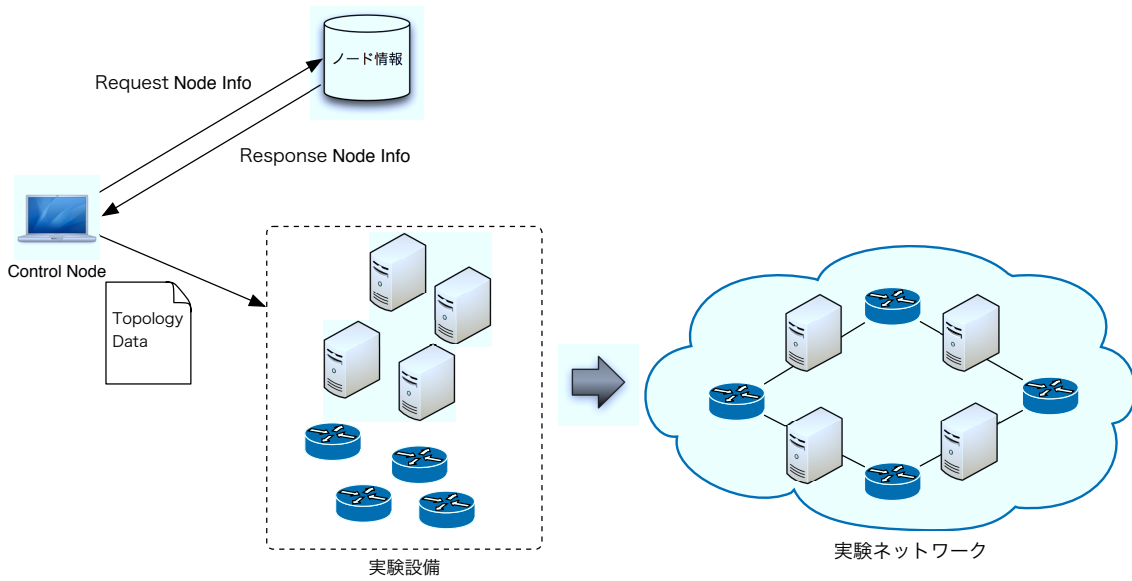 ノード情報
Request Node Info
Response Node Info
Control Node
Topology
Data
実験設備
実験ネットワーク